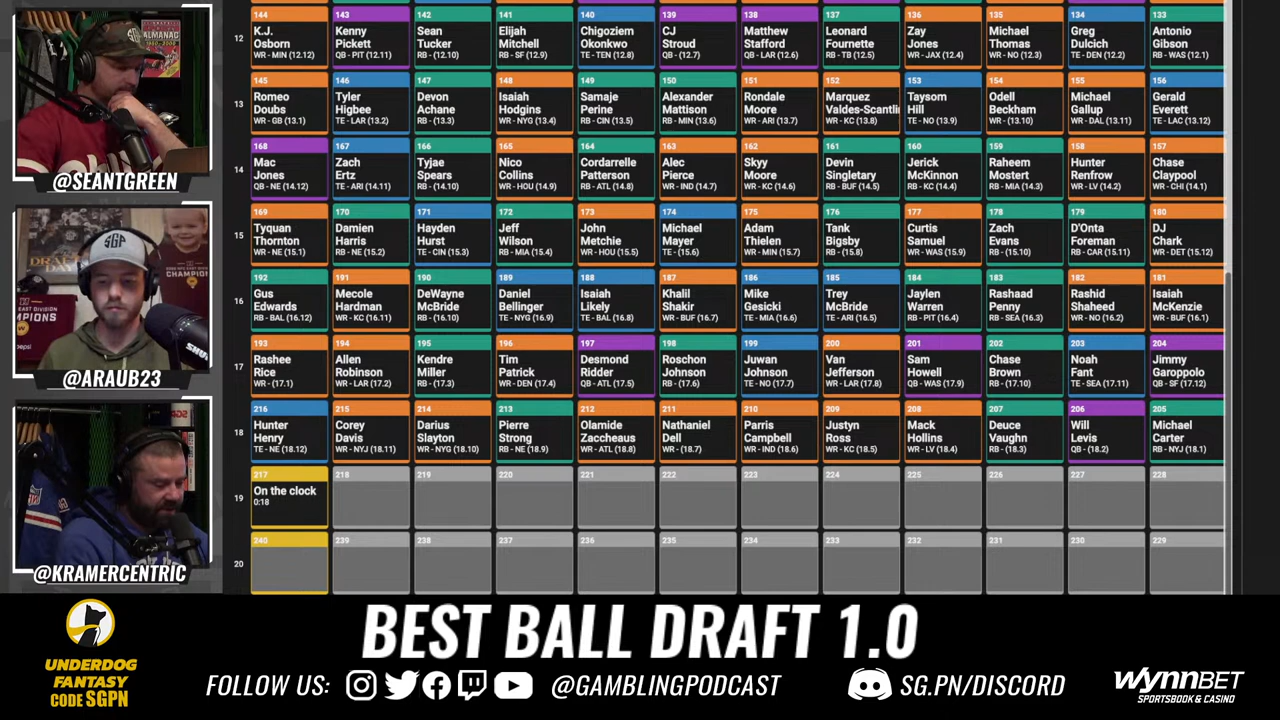 144 143 142 141 140 139 138 137 136 135 134 133
12
K.J. Osborn WR - MIN (12.12)
Kenny Pickett QB - PIT (12.11)
Sean Tucker RB - (12.10)
Elijah Mitchell RB - SF (12.9)
Chigoziem Okonkwo TE - TEN (12.8)
CJ Stroud QB - (12.7)
Matthew Stafford QB - LAR (12.6)
Leonard Fournette RB - TB (12.5)
Zay Jones WR - JAX (12.4)
Michael Thomas WR - NO (12.3)
Greg Dulcich TE - DEN (12.2)
Antonio Gibson RB - WAS (12.1)
145 146 147 148 149 150 151 152 153 154 155 156
13
Romeo Doubs WR - GB (13.1)
Tyler Higbee TE - LAR (13.2)
Devon Achane RB - (13.3)
Isaiah Hodgins WR - NYG (13.4)
Samaje Perine RB - CIN (13.5)
Alexander Mattison RB - MIN (13.6)
Rondale Moore WR - ARI (13.7)
Marquez Valdes-Scantlin WR - KC (13.8)
Taysom Hill TE - NO (13.9)
Odell Beckham WR - (13.10)
Michael Gallup WR - DAL (13.11)
Gerald Everett TE - LAC (13.12)
168 167 166 165 164 163 162 161 160 159 158 157
14
Mac Jones QB - NE (14.12)
Zach Ertz TE - ARI (14.11)
Tyjae Spears RB - (14.10)
Nico Collins WR - HOU (14.9)
Cordarrelle Patterson RB - ATL (14.8)
Alec Pierce WR - IND (14.7)
Skyy Moore WR - KC (14.6)
Devin Singletary RB - BUF (14.5)
Jerick McKinnon RB - KC (14.4)
Raheem Mostert RB - MIA (14.3)
Hunter Renfrow WR - LV (14.2)
Chase Claypool WR - CHI (14.1)
169 170 171 172 173 174 175 176 177 178 179 180
15
Tyquan Thornton WR - NE (15.1)
Damien Harris RB - NE (15.2)
Hayden Hurst TE - CIN (15.3)
Jeff Wilson RB - MIA (15.4)
John Metchie WR - HOU (15.5)
Michael Mayer TE - (15.6)
Adam Thielen WR - MIN (15.7)
Tank Bigsby RB - (15.8)
Curtis Samuel WR - WAS (15.9)
Zach Evans RB - (15.10)
D'Onta Foreman RB - CAR (15.11)
DJ Chark WR - DET (15.12)
192 191 190 189 188 187 186 185 184 183 182 181
16
Gus Edwards RB - BAL (16.12)
Mecole Hardman WR - KC (16.11)
DeWayne McBride RB - (16.10)
Daniel Bellinger TE - NYG (16.9)
Isaiah Likely TE - BAL (16.8)
Khalil Shakir WR - BUF (16.7)
Mike Gesicki TE - MIA (16.6)
Trey McBride TE - ARI (16.5)
Jaylen Warren RB - PIT (16.4)
Rashaad Penny RB - SEA (16.3)
Rashid Shaheed WR - NO (16.2)
Isaiah McKenzie WR - BUF (16.1)
193 194 195 196 197 198 199 200 201 202 203 204
17
Rashee Rice WR - (17.1)
Allen Robinson WR - LAR (17.2)
Kendre Miller RB - (17.3)
Tim Patrick WR - DEN (17.4)
Desmond Ridder QB - ATL (17.5)
Roschon Johnson RB - (17.6)
Juwan Johnson TE - NO (17.7)
Van Jefferson WR - LAR (17.8)
Sam Howell QB - WAS (17.9)
Chase Brown RB - (17.10)
Noah Fant TE - SEA (17.11)
Jimmy Garoppolo QB - SF (17.12)
216 215 214 213 212 211 210 209 208 207 206 205
18
Hunter Henry TE - NE (18.12)
Corey Davis WR - NYJ (18.11)
Darius Slayton WR - NYG (18.10)
Pierre Strong RB - NE (18.9)
Olamide Zaccheaus WR - ATL (18.8)
Nathaniel Dell WR - (18.7)
Parris Campbell WR - IND (18.6)
Justyn Ross WR - KC (18.5)
Mack Hollins WR - LV (18.4)
Deuce Vaughn RB - (18.3)
Will Levis QB - (18.2)
Michael Carter RB - NYJ (18.1)
217 218 219 220 221 222 223 224 225 226 227 228
19
On the clock
0:18
240 239 238 237 236 235 234 233 232 231 230 229
20
ALMANAC
@SEANTGREEN
SGP
DRAFT DAY
CHAMPION
EAST DIVISION
pepsi
@ARAUB23
@KRAMERCENTRIC
BEST BALL DRAFT 1.0
UNDERDOG
FANTASY
CODE SGPN
FOLLOW US:
@GAMBLINGPODCAST
SG.PN/DISCORD
WYNNBET
SPORTSBOOK & CASINO